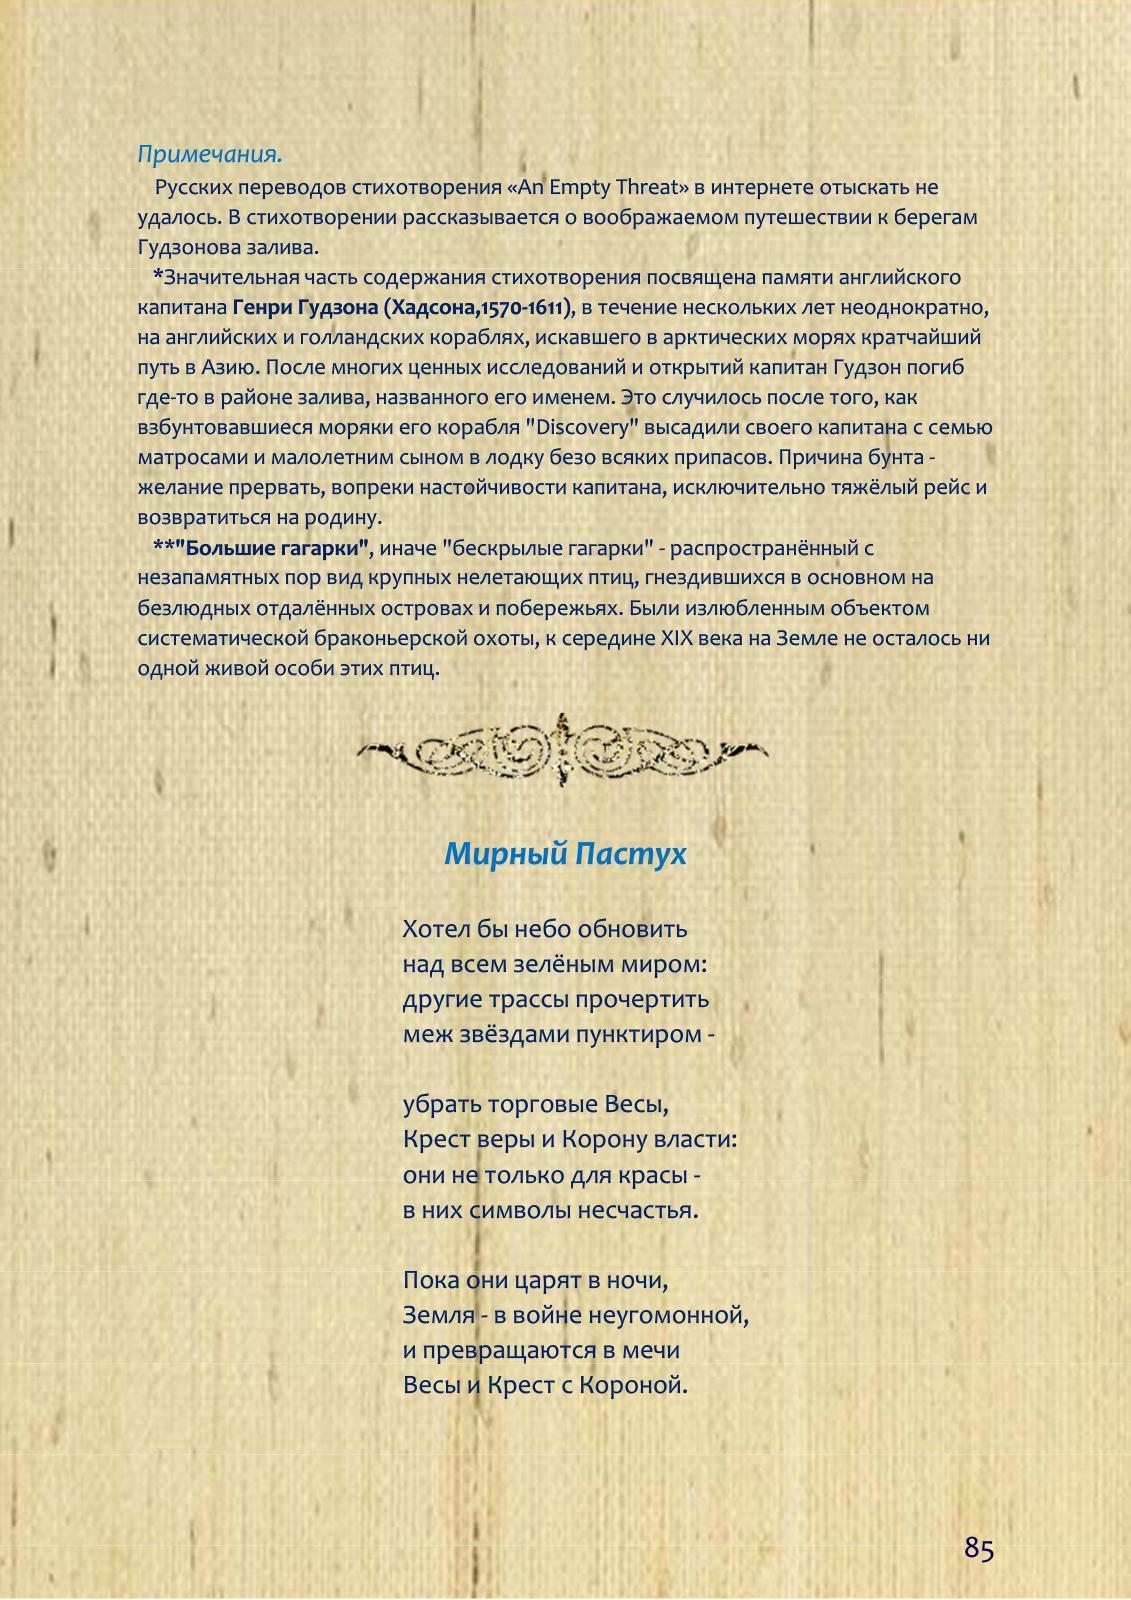 Примечания.
Русских переводов стихотворения «An Empty Threat» в интернете отыскать не
удалось. В стихотворении рассказывается о воображаемом путешествии к берегам
Гудзонова залива.
*Значительная часть содержания стихотворения посвящена памяти английского
капитана Генри Гудзона (Хадсона,1570-1611), в течение нескольких лет неоднократно,
на английских и голландских кораблях, искавшего в арктических морях кратчайший
путь в Азию. После многих ценных исследований и открытий капитан Гудзон погиб
где-то в районе залива, названного его именем. Это случилось после того, как
взбунтовавшиеся моряки его корабля "Discovery" высадили своего капитана с семью
матросами и малолетним сыном в лодку безо всяких припасов. Причина бунта -
желание прервать, вопреки настойчивости капитана, исключительно тяжёлый рейс и
возвратиться на родину.
**"Большие гагарки", иначе "бескрылые гагарки" - распространённый с
незапамятных пор вид крупных нелетающих птиц, гнездившихся в основном на
безлюдных отдалённых островах и побережьях. Были излюбленным объектом
систематической браконьерской охоты, к середине XIX века на Земле не осталось ни
одной живой особи этих птиц.
Мирный Пастух
Хотел бы небо обновить
над всем зелёным миром:
другие трассы прочертить
меж звёздами пунктиром -
убрать торговые Весы,
Крест веры и Корону власти:
они не только для красы -
в них символы несчастья.
Пока они царят в ночи,
Земля - в войне неугомонной,
и превращаются в мечи
Весы и Крест с Короной.
85